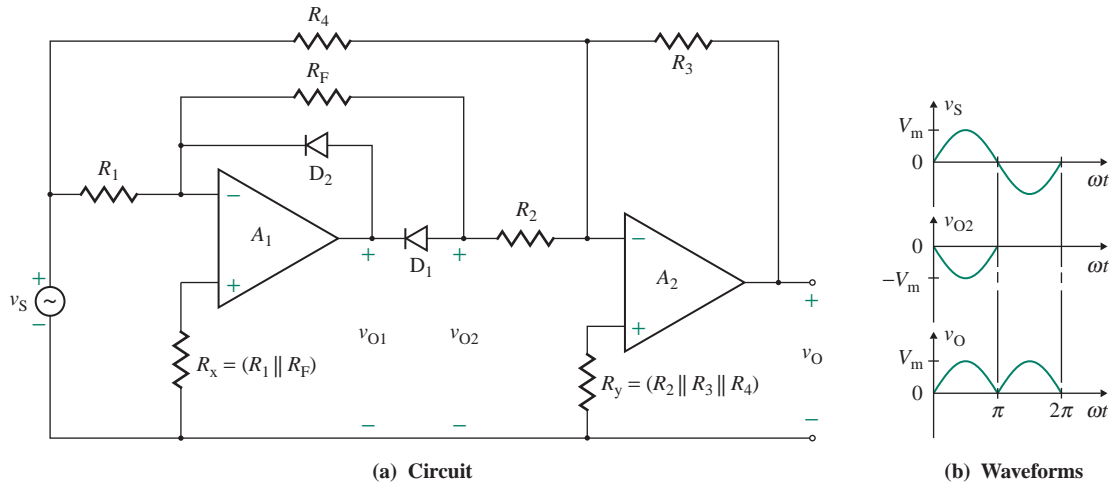 R4
R3
RF
D2
R1
−
A1
+
D1
+
+
R2
−
A2
+
+
vS
~
−
Rx = (R1 || RF)
vO1
vO2
Ry = (R2 || R3 || R4)
+
vO
−
−
−
(a) Circuit
vS
Vm
0
ωt
vO2
0
ωt
−Vm
vO
Vm
0
π
2π
ωt
(b) Waveforms